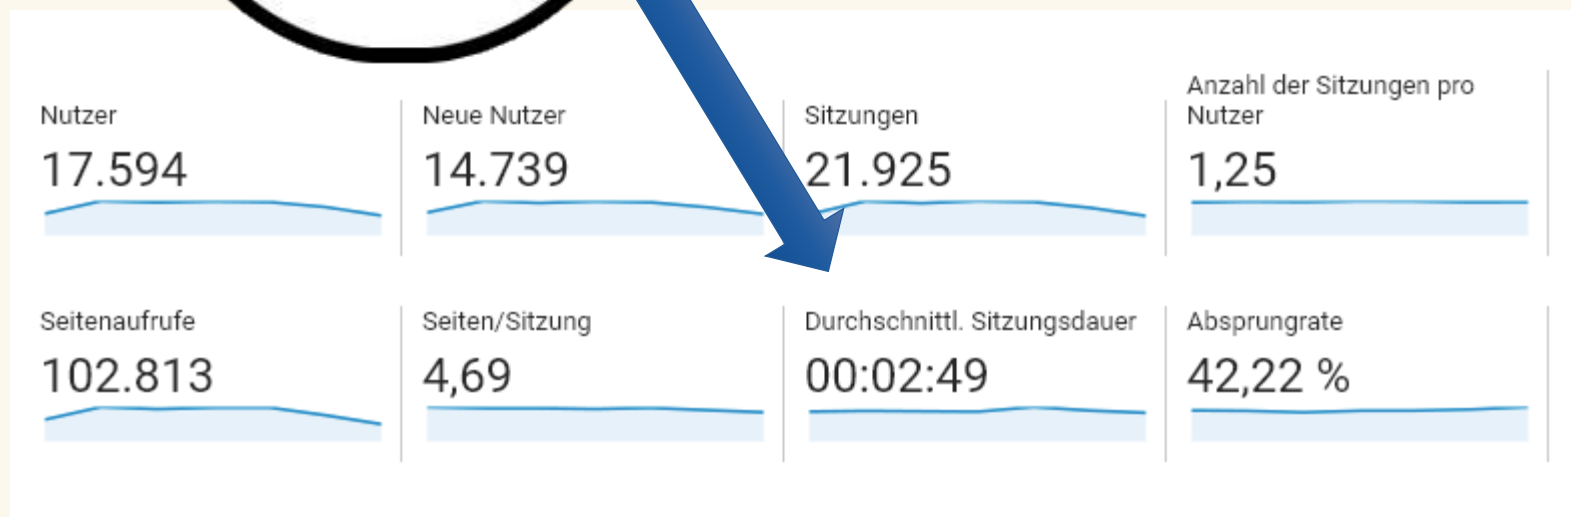 Nutzer
17.594
Neue Nutzer
14.739
Sitzungen
21.925
Anzahl der Sitzungen pro
Nutzer
1,25
Seitenaufrufe
102.813
Seiten/Sitzung
4,69
Durchschnittl. Sitzungsdauer
00:02:49
Absprungrate
42,22 %